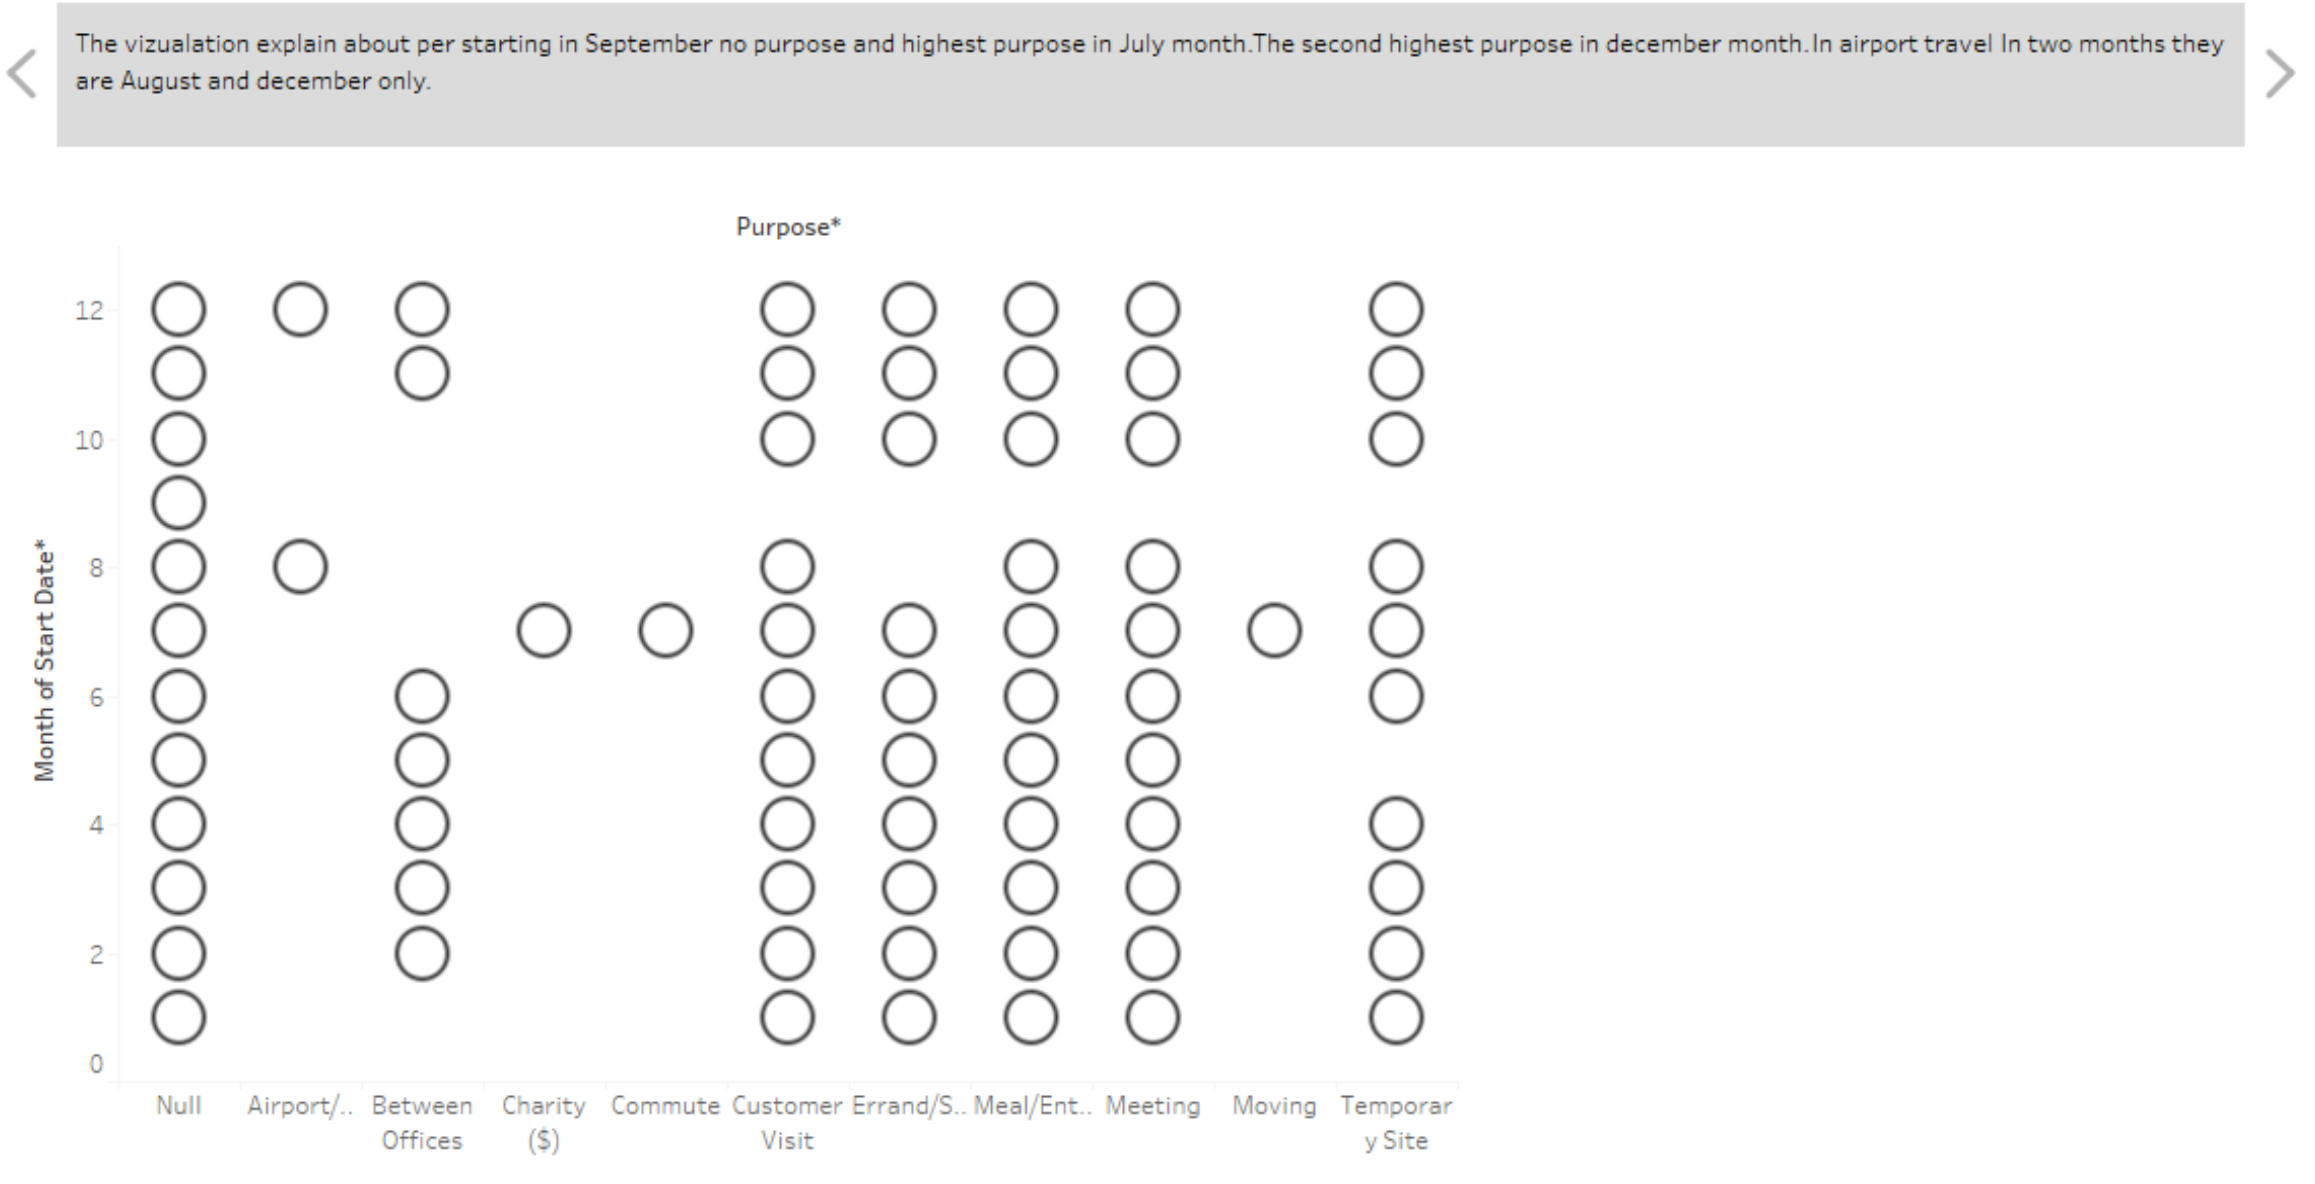 The vizualation explain about per starting in September no purpose and highest purpose in July month.The second highest purpose in december month.In airport travel In two months they
are August and december only.
Purpose*
Month of Start Date*
12
10
8
6
4
2
0
Null Airport/.. Between Charity Commute Customer Errand/S.. Meal/Ent.. Meeting Moving Temporar
Offices ($) Visit y Site